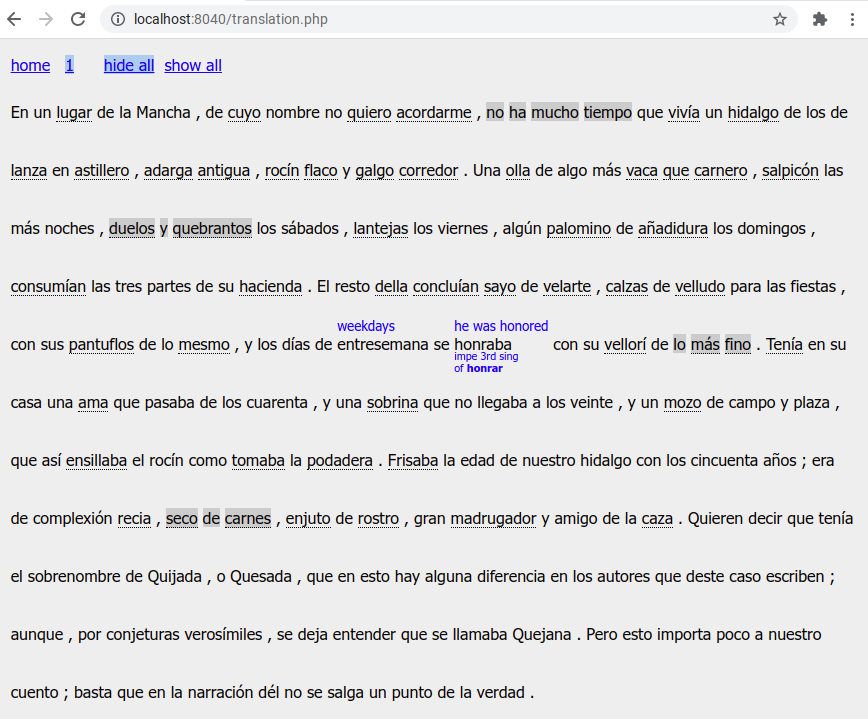 localhost:8040/translation.php
home 1 hide all show all
En un lugar de la Mancha , de cuyo nombre no quiero acordarme , no ha mucho tiempo que vivía un hidalgo de los de
lanza en astillero , adarga antigua , rocín flaco y galgo corredor . Una olla de algo más vaca que carnero , salpicón las
más noches , duelos y quebrantos los sábados , lantejas los viernes , algún palomino de añadidura los domingos ,
consumían las tres partes de su hacienda . El resto della concluían sayo de velarte , calzas de velludo para las fiestas ,
weekdays he was honored
con sus pantuflos de lo mesmo , y los días de entresemana se honraba con su vellorí de lo más fino . Tenía en su
impe 3rd sing
of honrar
casa una ama que pasaba de los cuarenta , y una sobrina que no llegaba a los veinte , y un mozo de campo y plaza ,
que así ensillaba el rocín como tomaba la podadera . Frisaba la edad de nuestro hidalgo con los cincuenta años ; era
de complexión recia , seco de carnes , enjuto de rostro , gran madrugador y amigo de la caza . Quieren decir que tenía
el sobrenombre de Quijada , o Quesada , que en esto hay alguna diferencia en los autores que deste caso escriben ;
aunque , por conjeturas verosímiles , se deja entender que se llamaba Quejana . Pero esto importa poco a nuestro
cuento ; basta que en la narración dél no se salga un punto de la verdad .